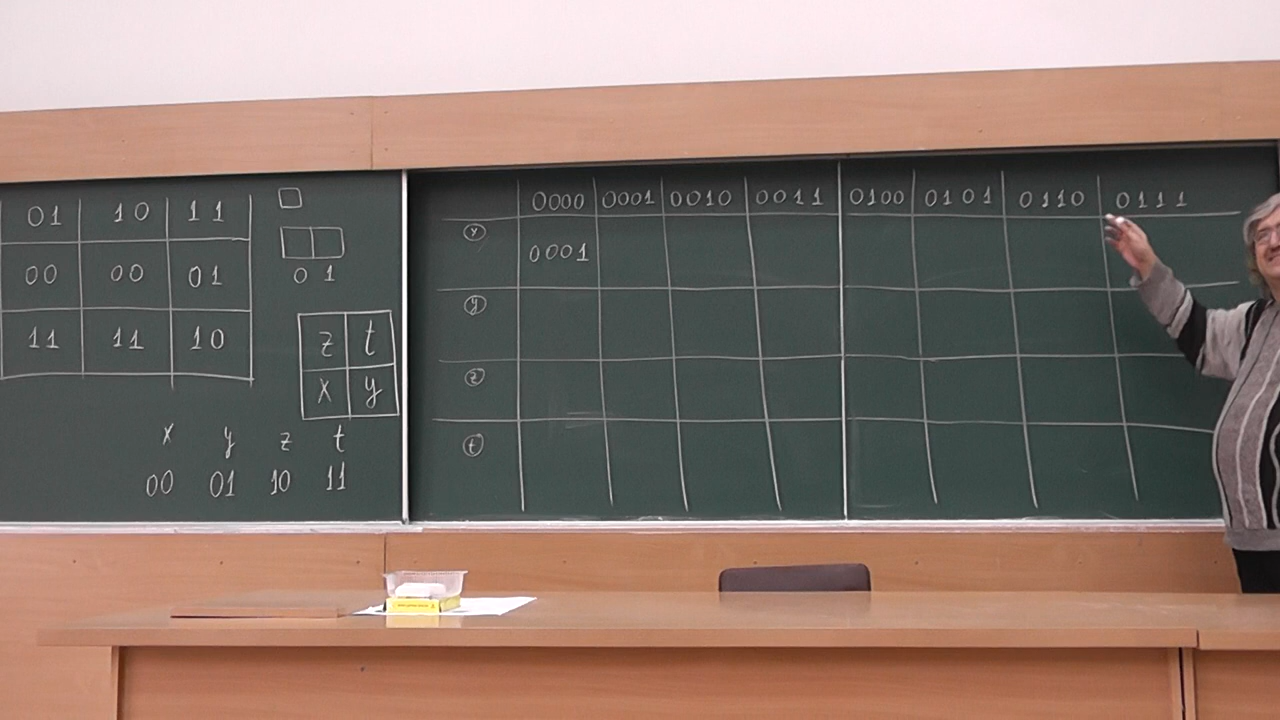 01 10 11
00 00 01
11 11 10
0 1
z t
x y
x y z t
00 01 10 11
0000 0001 0010 0011 0100 0101 0110 0111
x
0001
y
z
t